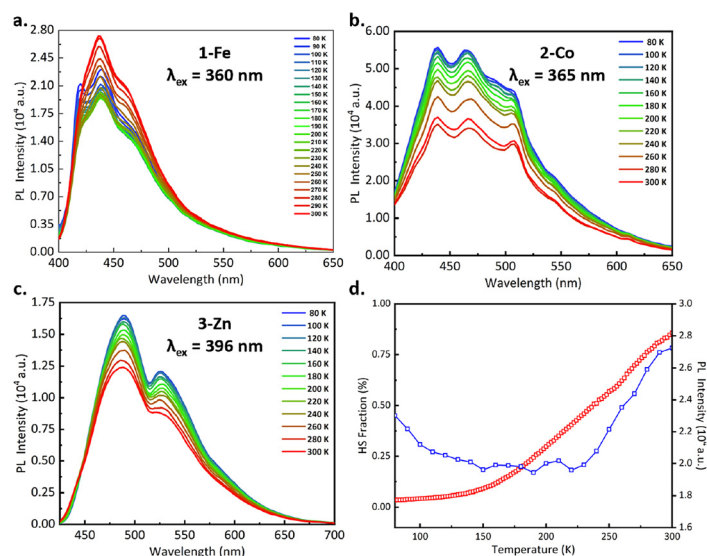 a.
1-Fe
λex = 360 nm
2.80
2.45
2.10
1.75
1.40
1.05
0.70
0.35
0.00
PL Intensity (10⁴ a.u.)
400
450
500
550
600
650
Wavelength (nm)
80 K
90 K
100 K
110 K
120 K
130 K
140 K
150 K
160 K
170 K
180 K
190 K
200 K
210 K
220 K
230 K
240 K
250 K
260 K
270 K
280 K
290 K
300 K
b.
2-Co
λex = 365 nm
6.00
5.00
4.00
3.00
2.00
1.00
0.00
PL Intensity (10⁴ a.u.)
400
450
500
550
600
650
Wavelength (nm)
80 K
100 K
120 K
140 K
160 K
180 K
200 K
220 K
240 K
260 K
280 K
300 K
c.
3-Zn
λex = 396 nm
1.75
1.50
1.25
1.00
0.75
0.50
0.25
0.00
PL Intensity (10⁴ a.u.)
450
500
550
600
650
700
Wavelength (nm)
80 K
100 K
120 K
140 K
160 K
180 K
200 K
220 K
240 K
260 K
280 K
300 K
d.
1.00
0.75
0.50
0.25
0.00
HS Fraction (%)
100
150
200
250
300
Temperature (K)
3.0
2.8
2.6
2.4
2.2
2.0
1.8
1.6
PL Intensity (10⁴ a.u.)